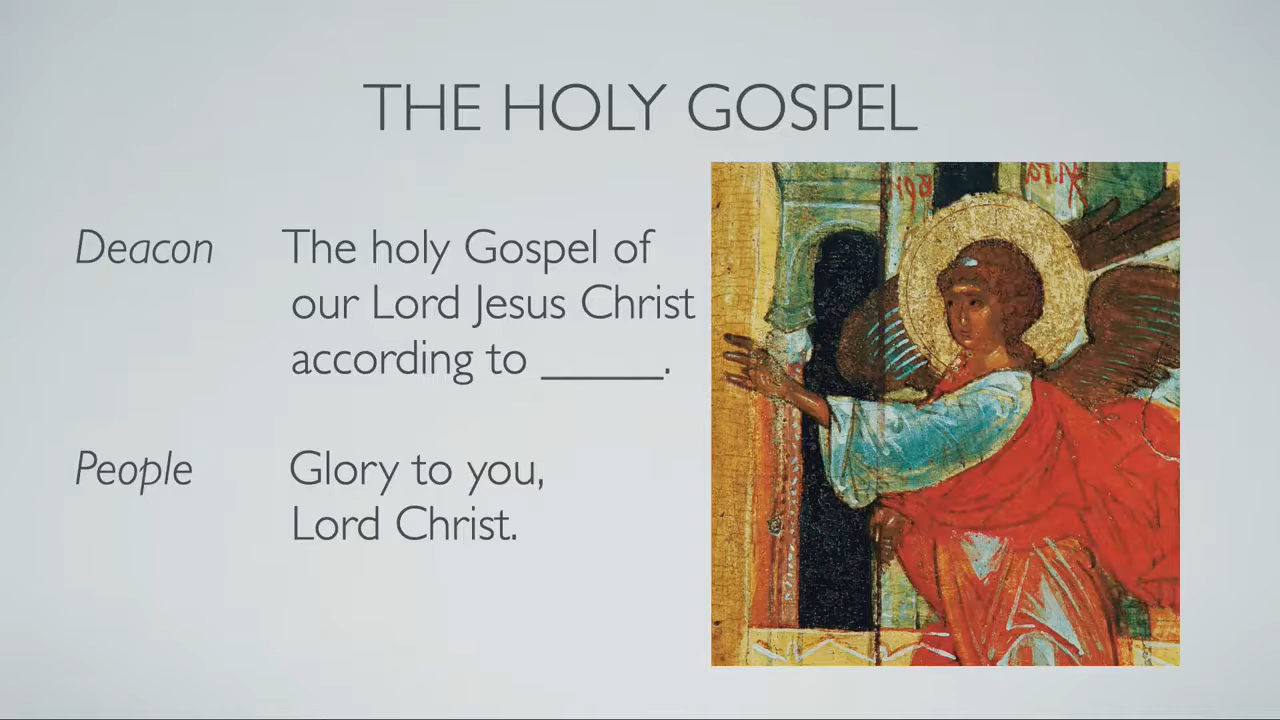 THE HOLY GOSPEL
Deacon The holy Gospel of
our Lord Jesus Christ
according to _____.
People Glory to you,
Lord Christ.